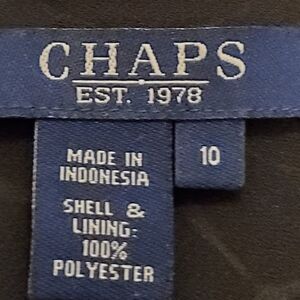 CHAPS
EST. 1978
MADE IN
INDONESIA
SHELL &
LINING:
100%
POLYESTER
10